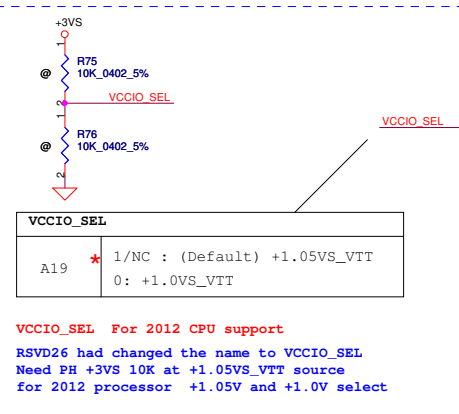 +3VS
1
R75
@
10K_0402_5%
2
VCCIO_SEL
VCCIO_SEL
1
R76
@
10K_0402_5%
2
VCCIO_SEL
A19
*
1/NC : (Default) +1.05VS_VTT
0: +1.0VS_VTT
VCCIO_SEL For 2012 CPU support
RSVD26 had changed the name to VCCIO_SEL
Need PH +3VS 10K at +1.05VS_VTT source
for 2012 processor +1.05V and +1.0V select